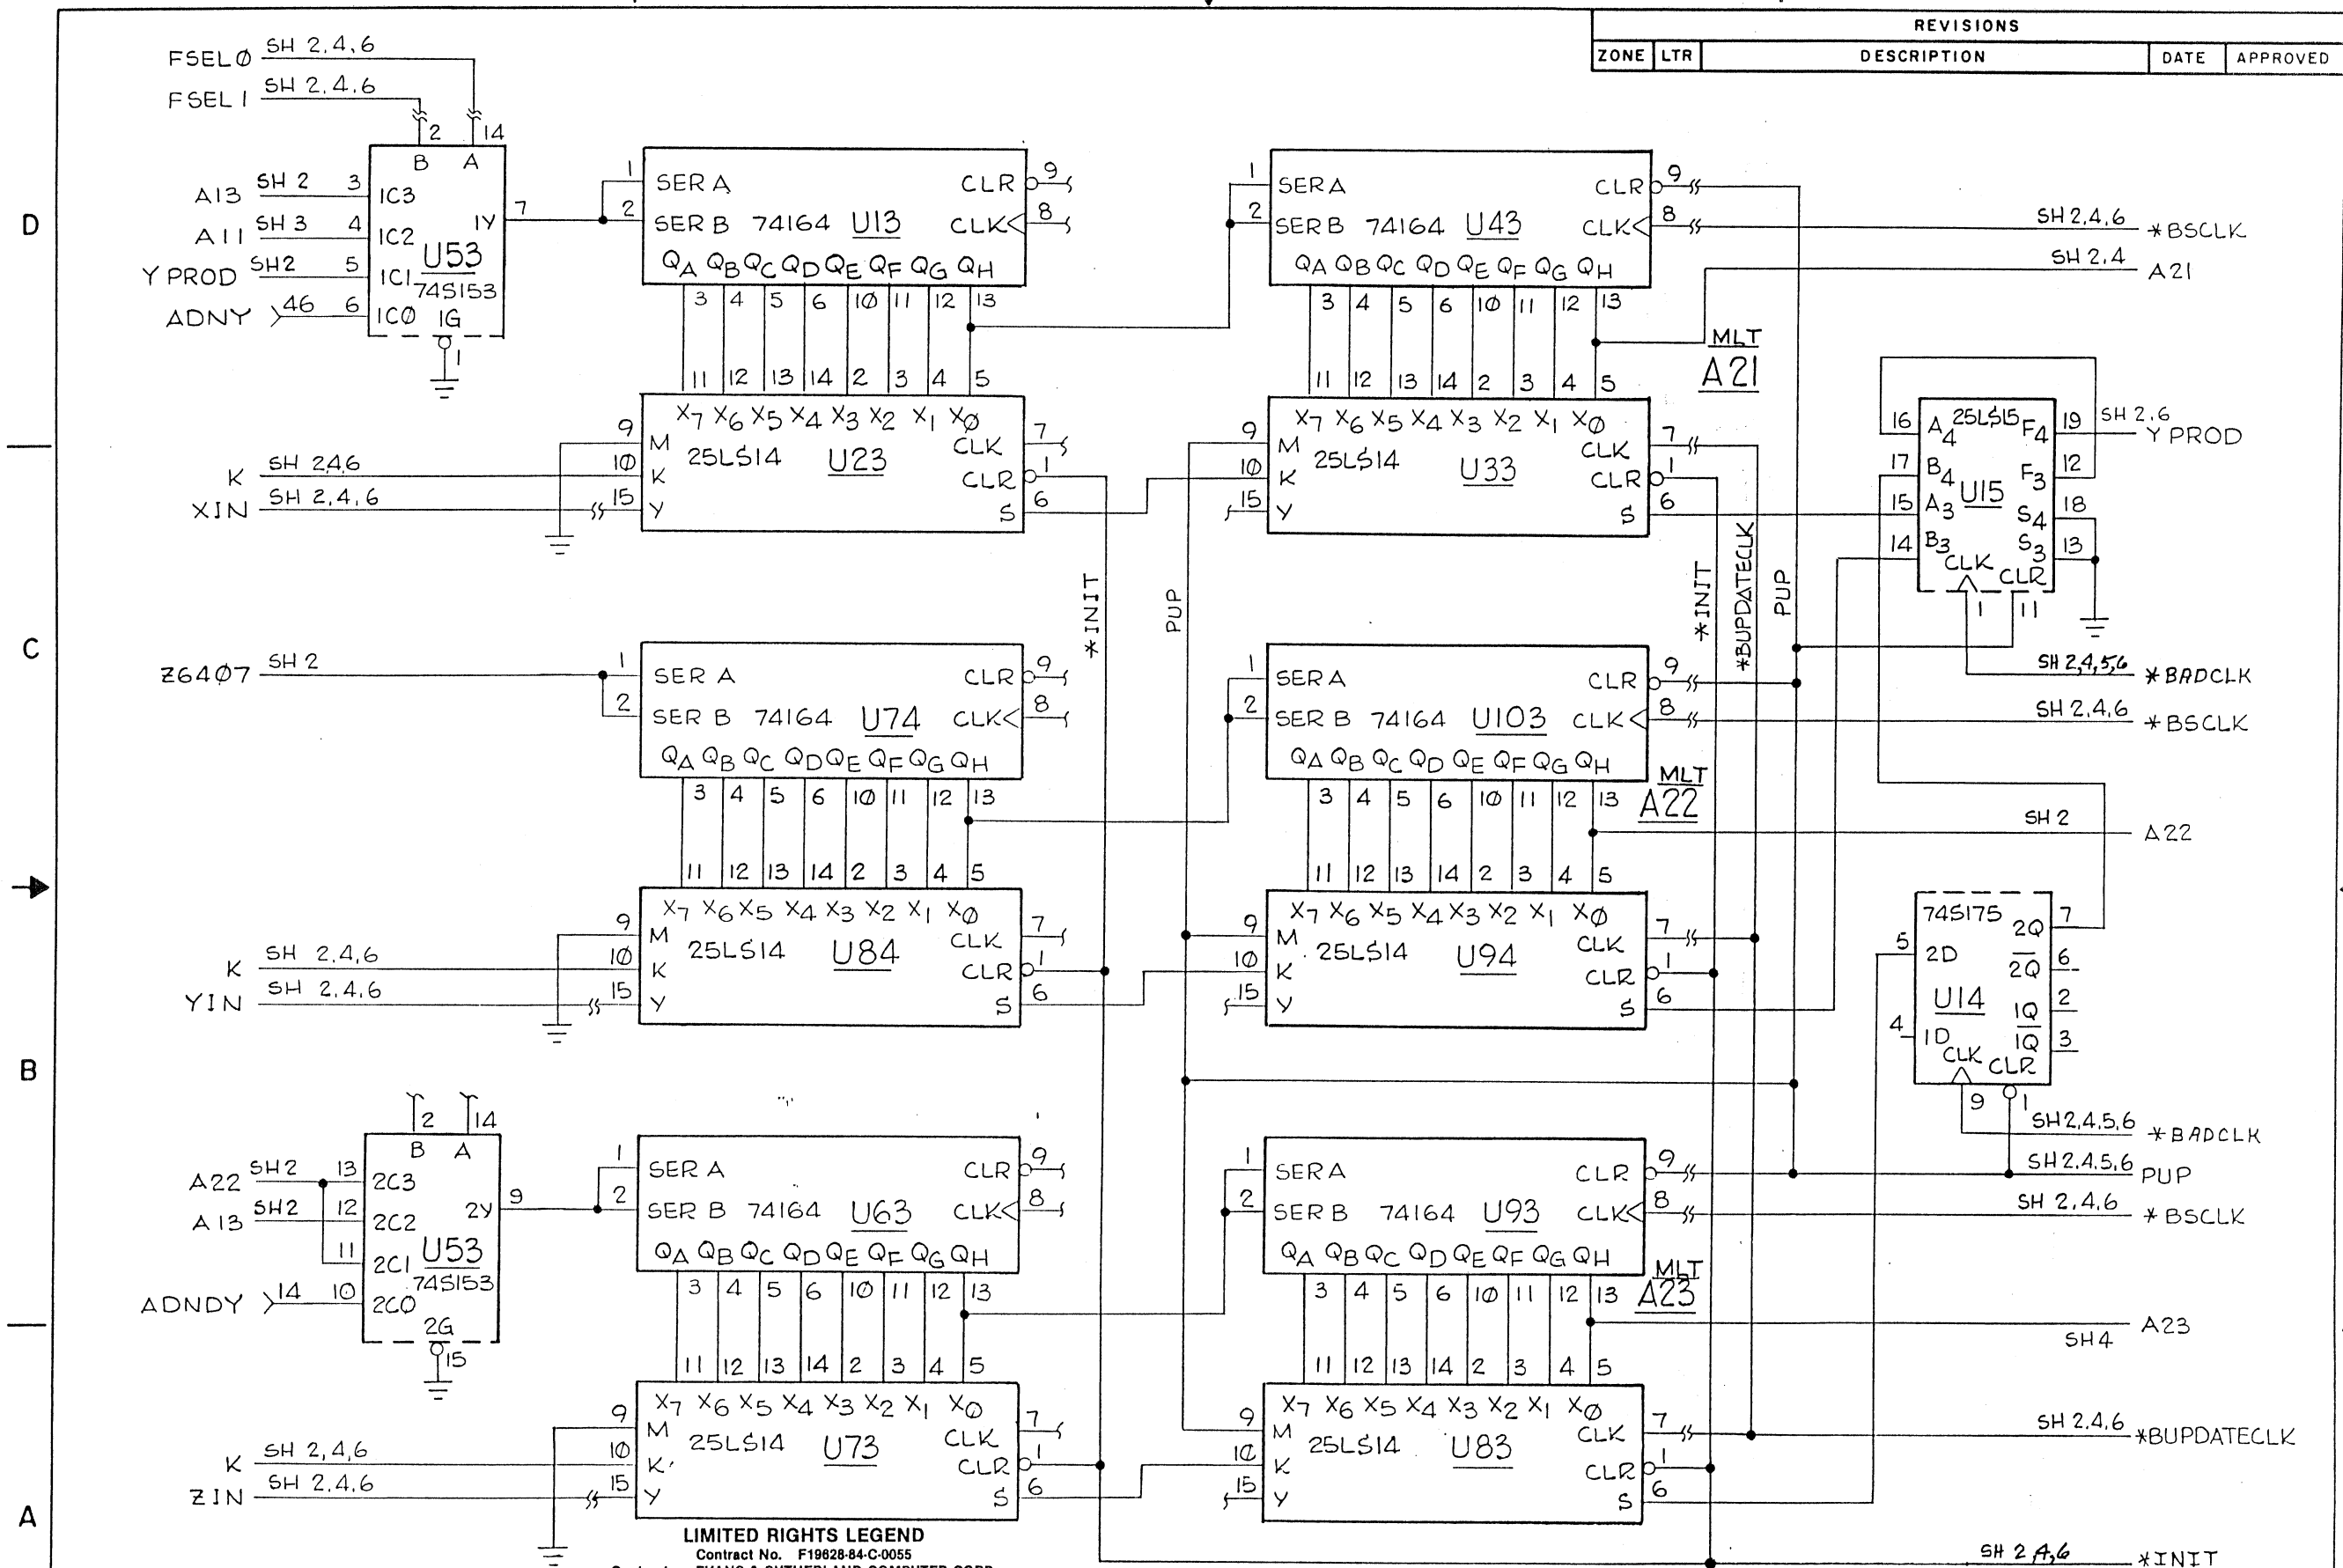 REVISIONS
ZONE LTR DESCRIPTION DATE APPROVED
FSELØ SH 2,4,6
FSEL1 SH 2,4,6
2 14
B A
A13 SH 2 3 1C3
A11 SH 3 4 1C2
YPROD SH2 5 1C1
ADNY 46 6 1CØ
1Y 7
U53
74S153
1G
1
1 SER A CLR 9
2 SER B 74164 U13 CLK 8
QA QB QC QD QE QF QG QH
3 4 5 6 1Ø 11 12 13
1 SER A CLR 9
2 SER B 74164 U43 CLK 8
QA QB QC QD QE QF QG QH
3 4 5 6 1Ø 11 12 13
SH 2,4,6 *BSCLK
SH 2,4 A21
MLT
A21
D
11 12 13 14 2 3 4 5
X7 X6 X5 X4 X3 X2 X1 XØ
9 M CLK 7
K SH 2,4,6 1Ø K 25LS14 U23 CLR 1
XIN SH 2,4,6 15 Y S 6
11 12 13 14 2 3 4 5
X7 X6 X5 X4 X3 X2 X1 XØ
9 M CLK 7
1Ø K 25LS14 U33 CLR 1
15 Y S 6
16 A4 25LS15 F4 19 SH 2,6 YPROD
17 B4 F3 12
15 A3 U15 S4 18
14 B3 S3 13
CLK CLR
1 11
*INIT
PUP
*INIT
*BUPDATECLK
PUP
C
Z64Ø7 SH 2
1 SER A CLR 9
2 SER B 74164 U74 CLK 8
QA QB QC QD QE QF QG QH
3 4 5 6 1Ø 11 12 13
1 SER A CLR 9
2 SER B 74164 U1Ø3 CLK 8
QA QB QC QD QE QF QG QH
3 4 5 6 1Ø 11 12 13
SH 2,4,5,6 *BADCLK
SH 2,4,6 *BSCLK
MLT
A22
SH 2 A22
11 12 13 14 2 3 4 5
X7 X6 X5 X4 X3 X2 X1 XØ
9 M CLK 7
K SH 2,4,6 1Ø K 25LS14 U84 CLR 1
YIN SH 2,4,6 15 Y S 6
11 12 13 14 2 3 4 5
X7 X6 X5 X4 X3 X2 X1 XØ
9 M CLK 7
1Ø K 25LS14 U94 CLR 1
15 Y S 6
74S175
2Q 7
5 2D 2Q 6
U14 1Q 2
4 1D 1Q 3
CLK CLR
9 1
B
SH 2,4,5,6 *BADCLK
SH 2,4,5,6 PUP
SH 2,4,6 *BSCLK
2 14
B A
A22 SH2 13 2C3
A13 SH2 12 2C2
11 2C1
ADNDY 14 1Ø 2CØ
2Y 9
U53
74S153
2G
15
1 SER A CLR 9
2 SER B 74164 U63 CLK 8
QA QB QC QD QE QF QG QH
3 4 5 6 1Ø 11 12 13
1 SER A CLR 9
2 SER B 74164 U93 CLK 8
QA QB QC QD QE QF QG QH
3 4 5 6 1Ø 11 12 13
MLT
A23
SH4 A23
11 12 13 14 2 3 4 5
X7 X6 X5 X4 X3 X2 X1 XØ
9 M CLK 7
K SH 2,4,6 1Ø K 25LS14 U73 CLR 1
ZIN SH 2,4,6 15 Y S 6
11 12 13 14 2 3 4 5
X7 X6 X5 X4 X3 X2 X1 XØ
9 M CLK 7
1Ø K 25LS14 U83 CLR 1
15 Y S 6
SH 2,4,6 *BUPDATECLK
A
LIMITED RIGHTS LEGEND
Contract No. F19628-84-C-0055
SH 2,4,6 *INIT